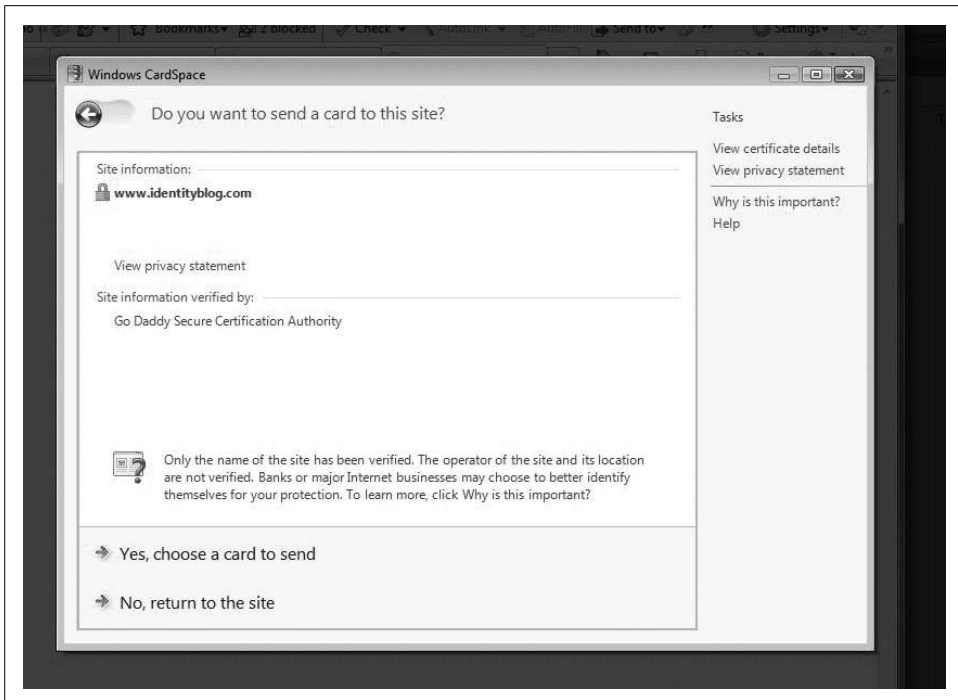 Bookmarks 2 blocked Check AutoLink AutoFill Send to Settings
Windows CardSpace
Do you want to send a card to this site?
Site information:
www.identityblog.com
View privacy statement
Site information verified by:
Go Daddy Secure Certification Authority
Only the name of the site has been verified. The operator of the site and its location
are not verified. Banks or major Internet businesses may choose to better identify
themselves for your protection. To learn more, click Why is this important?
Yes, choose a card to send
No, return to the site
Tasks
View certificate details
View privacy statement
Why is this important?
Help